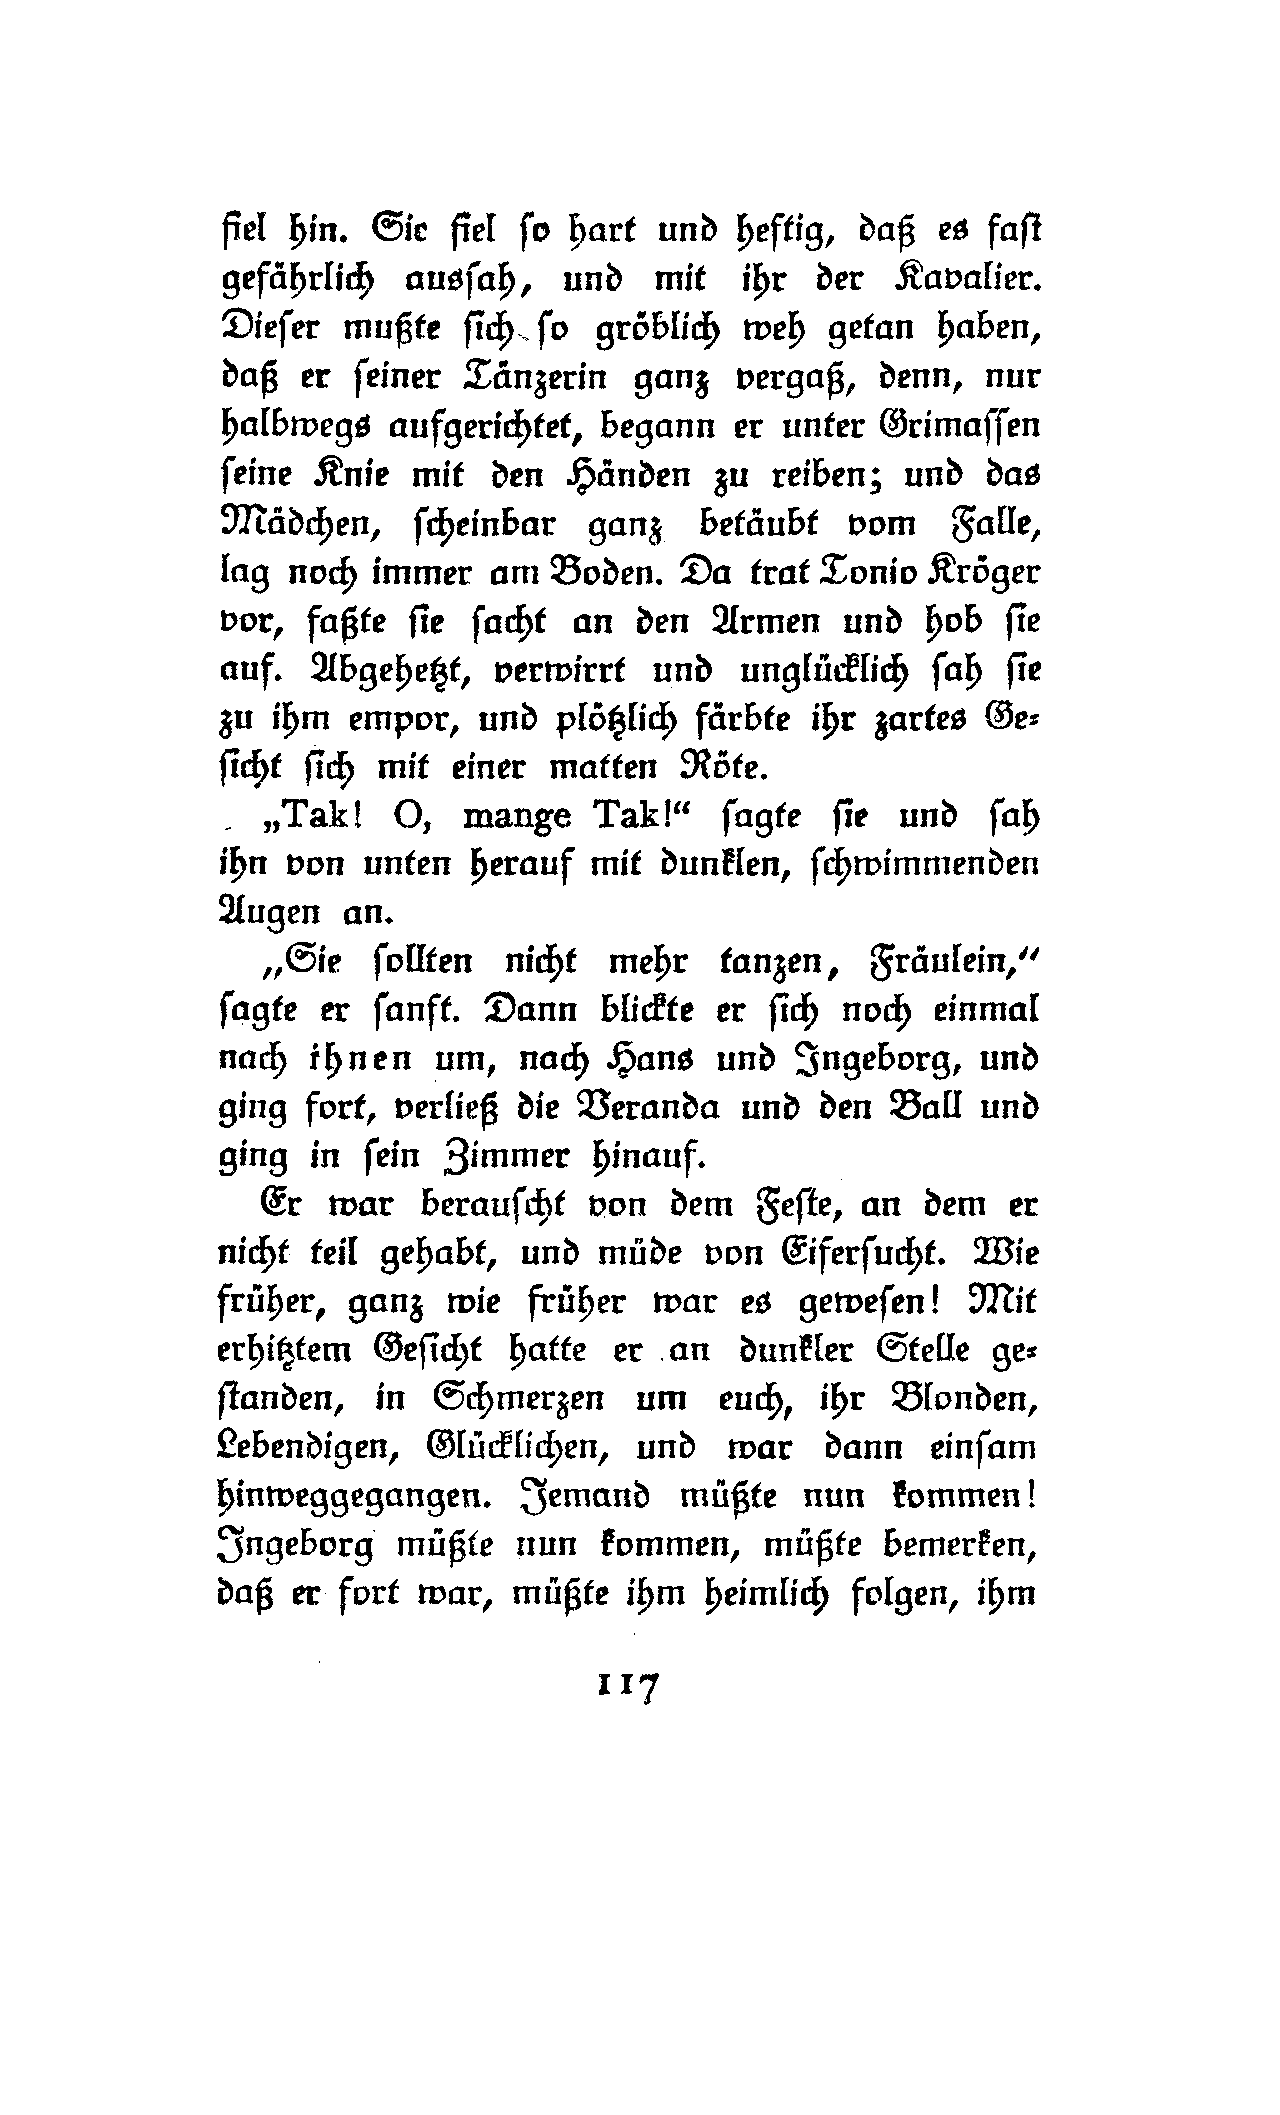 fiel hin. Sie fiel so hart und heftig, daß es fast
gefährlich aussah, und mit ihr der Kavalier.
Dieser mußte sich so gröblich weh getan haben,
daß er seiner Tänzerin ganz vergaß, denn, nur
halbwegs aufgerichtet, begann er unter Grimassen
seine Knie mit den Händen zu reiben; und das
Mädchen, scheinbar ganz betäubt vom Falle,
lag noch immer am Boden. Da trat Tonio Kröger
vor, faßte sie sacht an den Armen und hob sie
auf. Abgehetzt, verwirrt und unglücklich sah sie
zu ihm empor, und plötzlich färbte ihr zartes Ge-
sicht sich mit einer matten Röte.
„Tak! O, mange Tak!“ sagte sie und sah
ihn von unten herauf mit dunklen, schwimmenden
Augen an.
„Sie sollten nicht mehr tanzen, Fräulein,“
sagte er sanft. Dann blickte er sich noch einmal
nach ihnen um, nach Hans und Ingeborg, und
ging fort, verließ die Veranda und den Ball und
ging in sein Zimmer hinauf.
Er war berauscht von dem Feste, an dem er
nicht teil gehabt, und müde von Eifersucht. Wie
früher, ganz wie früher war es gewesen! Mit
erhitztem Gesicht hatte er an dunkler Stelle ge-
standen, in Schmerzen um euch, ihr Blonden,
Lebendigen, Glücklichen, und war dann einsam
hinweggegangen. Jemand müßte nun kommen!
Ingeborg müßte nun kommen, müßte bemerken,
daß er fort war, müßte ihm heimlich folgen, ihm
117